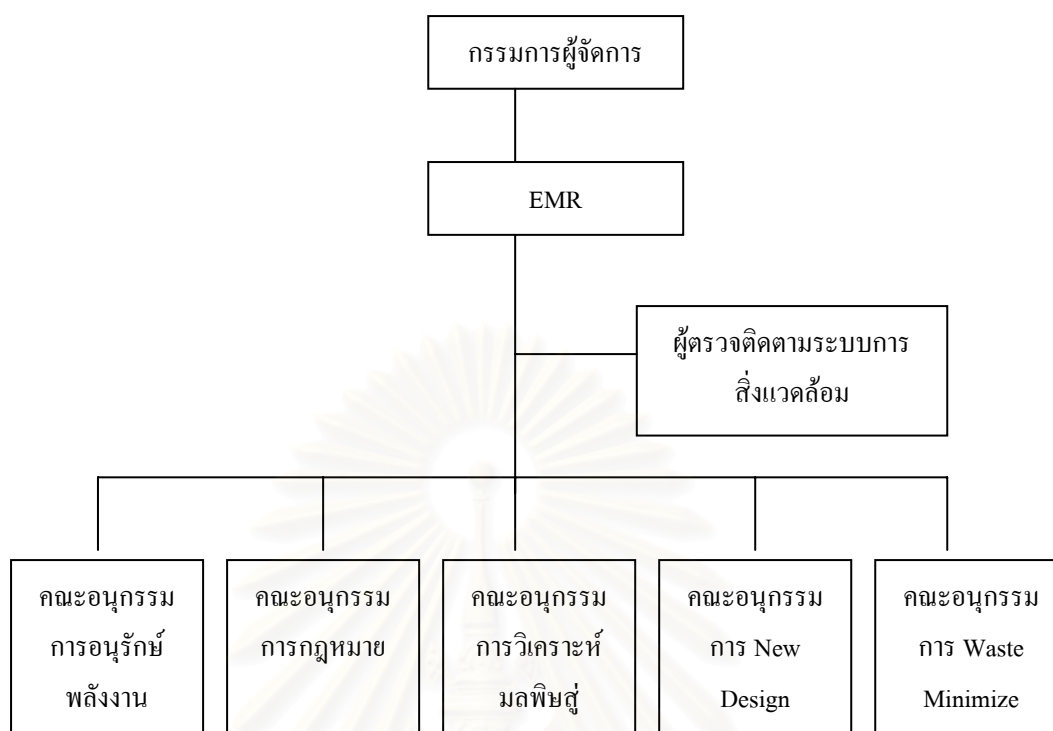 กรรมการผู้จัดการ
EMR
ผู้ตรวจติดตามระบบการ
สิ่งแวดล้อม
คณะอนุกรรม
การอนุรักษ์
พลังงาน
คณะอนุกรรม
การกฎหมาย
คณะอนุกรรม
การวิเคราะห์
มลพิษสู่
คณะอนุกรรม
การ New
Design
คณะอนุกรรม
การ Waste
Minimize